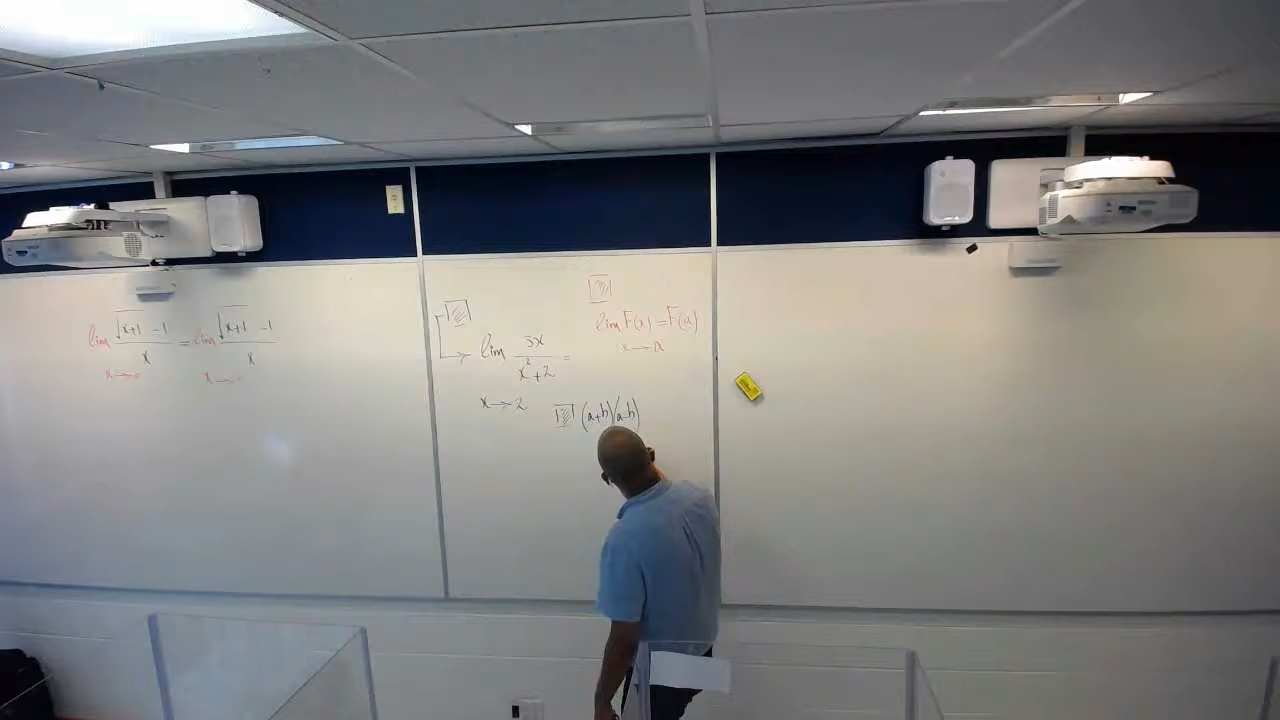 lim √x+1 -1 / x = lim √x+1 -1 / x
x→0 x→0
lim F(x) = F(a)
x→a
lim 3x / x²+2 =
x→2
(a+b)(a-b)